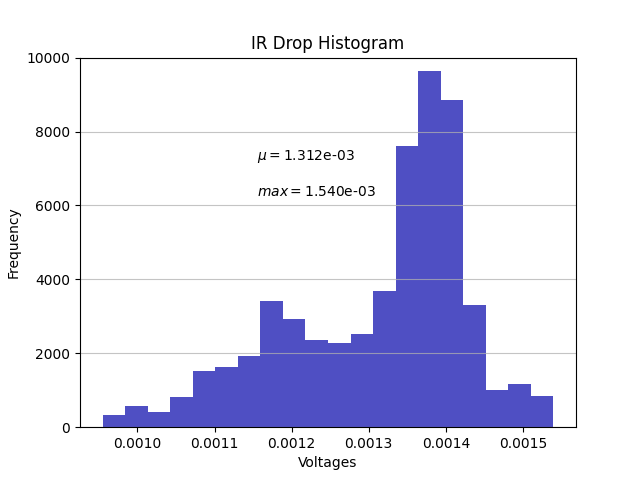 IR Drop Histogram
10000
8000
6000
4000
2000
0
Frequency
μ = 1.312e-03
max = 1.540e-03
0.0010 0.0011 0.0012 0.0013 0.0014 0.0015
Voltages